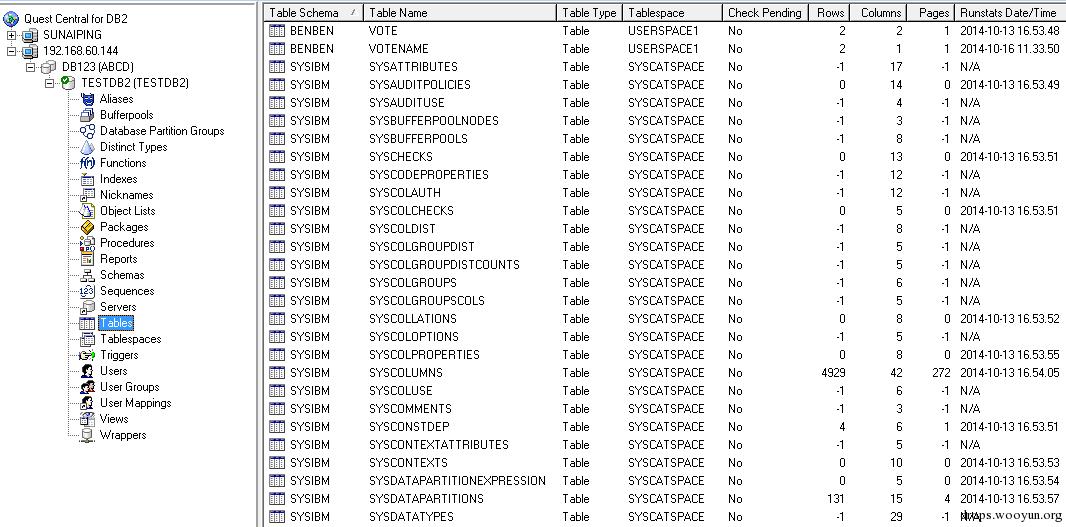 Quest Central for DB2
SUNAIPING
192.168.60.144
DB123 (ABCD)
TESTDB2 (TESTDB2)
Aliases
Bufferpools
Database Partition Groups
Distinct Types
Functions
Indexes
Nicknames
Object Lists
Packages
Procedures
Reports
Schemas
Sequences
Servers
Tables
Tablespaces
Triggers
Users
User Groups
User Mappings
Views
Wrappers
Table Schema / Table Name Table Type Tablespace Check Pending Rows Columns Pages Runstats Date/Time
BENBEN VOTE Table USERSPACE1 No 2 2 1 2014-10-13 16.53.48
BENBEN VOTENAME Table USERSPACE1 No 2 1 1 2014-10-16 11.33.50
SYSIBM SYSATTRIBUTES Table SYSCATSPACE No -1 17 -1 N/A
SYSIBM SYSAUDITPOLICIES Table SYSCATSPACE No 0 14 0 2014-10-13 16.53.49
SYSIBM SYSAUDITUSE Table SYSCATSPACE No -1 4 -1 N/A
SYSIBM SYSBUFFERPOOLNODES Table SYSCATSPACE No -1 3 -1 N/A
SYSIBM SYSBUFFERPOOLS Table SYSCATSPACE No -1 8 -1 N/A
SYSIBM SYSCHECKS Table SYSCATSPACE No 0 13 0 2014-10-13 16.53.51
SYSIBM SYSCODEPROPERTIES Table SYSCATSPACE No -1 12 -1 N/A
SYSIBM SYSCOLAUTH Table SYSCATSPACE No -1 12 -1 N/A
SYSIBM SYSCOLCHECKS Table SYSCATSPACE No 0 5 0 2014-10-13 16.53.51
SYSIBM SYSCOLDIST Table SYSCATSPACE No -1 8 -1 N/A
SYSIBM SYSCOLGROUPDIST Table SYSCATSPACE No -1 5 -1 N/A
SYSIBM SYSCOLGROUPDISTCOUNTS Table SYSCATSPACE No -1 5 -1 N/A
SYSIBM SYSCOLGROUPS Table SYSCATSPACE No -1 6 -1 N/A
SYSIBM SYSCOLGROUPSCOLS Table SYSCATSPACE No -1 5 -1 N/A
SYSIBM SYSCOLLATIONS Table SYSCATSPACE No 0 8 0 2014-10-13 16.53.52
SYSIBM SYSCOLOPTIONS Table SYSCATSPACE No -1 5 -1 N/A
SYSIBM SYSCOLPROPERTIES Table SYSCATSPACE No 0 8 0 2014-10-13 16.53.55
SYSIBM SYSCOLUMNS Table SYSCATSPACE No 4929 42 272 2014-10-13 16.54.05
SYSIBM SYSCOLUSE Table SYSCATSPACE No -1 6 -1 N/A
SYSIBM SYSCOMMENTS Table SYSCATSPACE No -1 3 -1 N/A
SYSIBM SYSCONSTDEP Table SYSCATSPACE No 4 6 1 2014-10-13 16.53.51
SYSIBM SYSCONTEXTATTRIBUTES Table SYSCATSPACE No -1 5 -1 N/A
SYSIBM SYSCONTEXTS Table SYSCATSPACE No 0 10 0 2014-10-13 16.53.53
SYSIBM SYSDATAPARTITIONEXPRESSION Table SYSCATSPACE No 0 5 0 2014-10-13 16.53.54
SYSIBM SYSDATAPARTITIONS Table SYSCATSPACE No 131 15 4 2014-10-13 16.53.57
SYSIBM SYSDATATYPES Table SYSCATSPACE No -1 29 -1 N/A
drops.wooyun.org